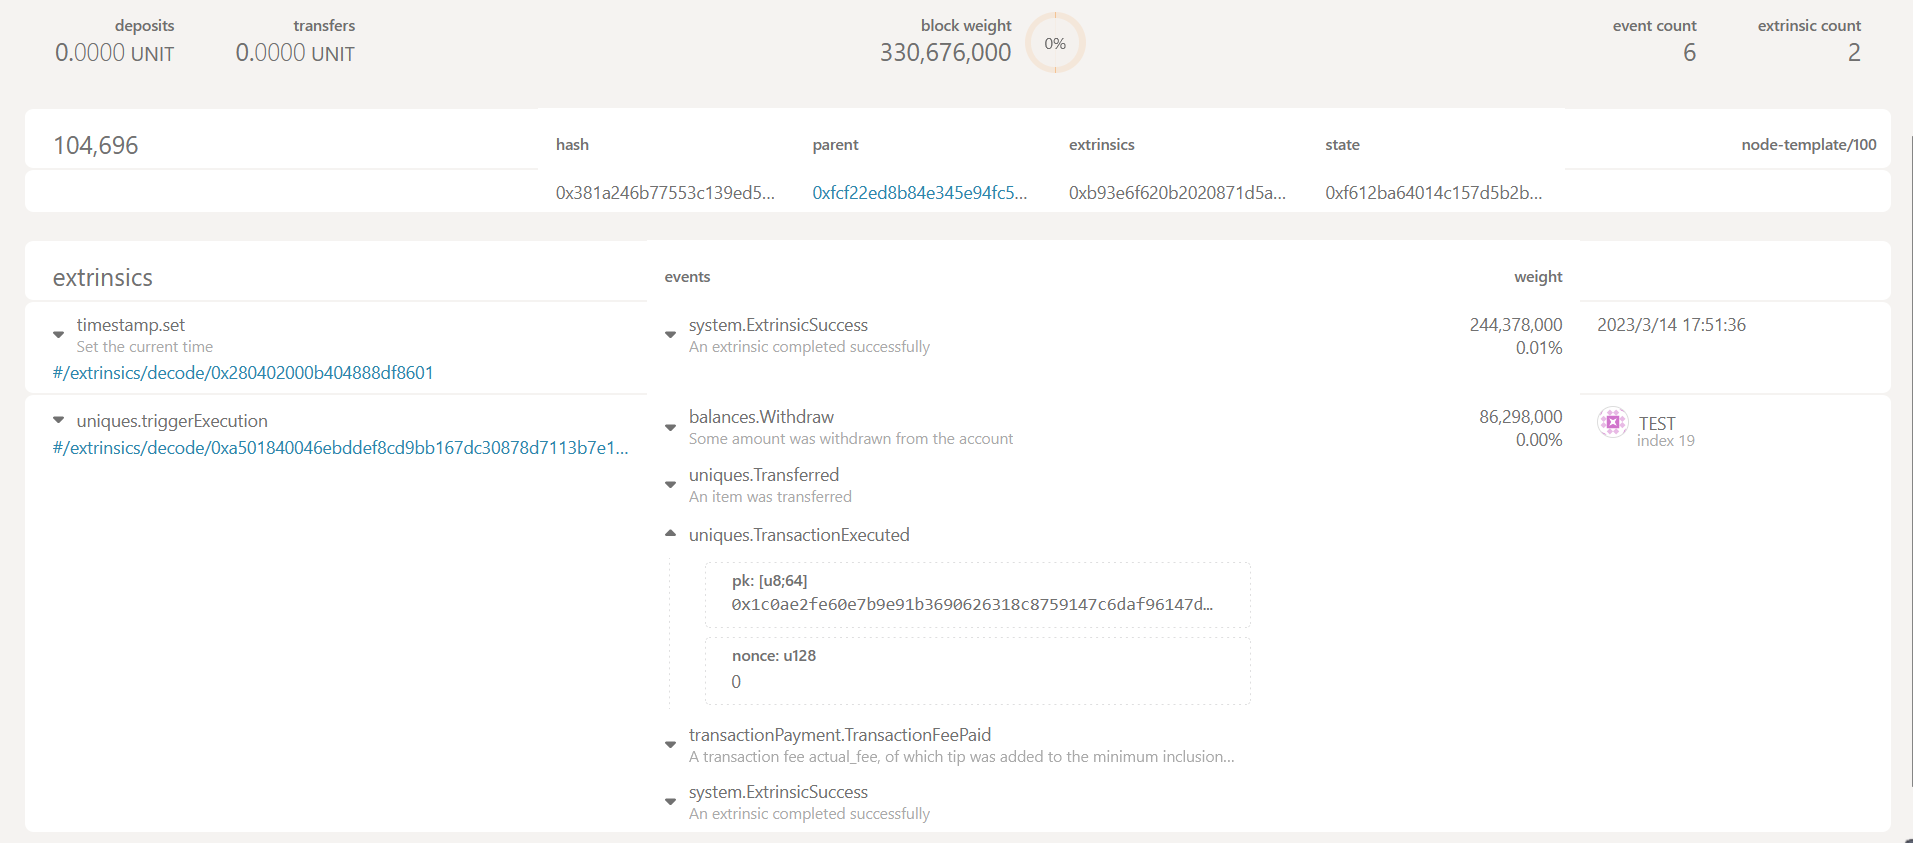 deposits
0.0000 UNIT
transfers
0.0000 UNIT
block weight
330,676,000
0%
event count
6
extrinsic count
2
104,696
hash
parent
extrinsics
state
node-template/100
0x381a246b77553c139ed5...
0xfcf22ed8b84e345e94fc5...
0xb93e6f620b2020871d5a...
0xf612ba64014c157d5b2b...
extrinsics
events
weight
timestamp.set
Set the current time
#/extrinsics/decode/0x280402000b404888df8601
system.ExtrinsicSuccess
An extrinsic completed successfully
244,378,000
0.01%
2023/3/14 17:51:36
uniques.triggerExecution
#/extrinsics/decode/0xa501840046ebddef8cd9bb167dc30878d7113b7e1...
balances.Withdraw
Some amount was withdrawn from the account
86,298,000
0.00%
TEST
index 19
uniques.Transferred
An item was transferred
uniques.TransactionExecuted
pk: [u8;64]
0x1c0ae2fe60e7b9e91b3690626318c8759147c6daf96147d...
nonce: u128
0
transactionPayment.TransactionFeePaid
A transaction fee actual_fee, of which tip was added to the minimum inclusion...
system.ExtrinsicSuccess
An extrinsic completed successfully